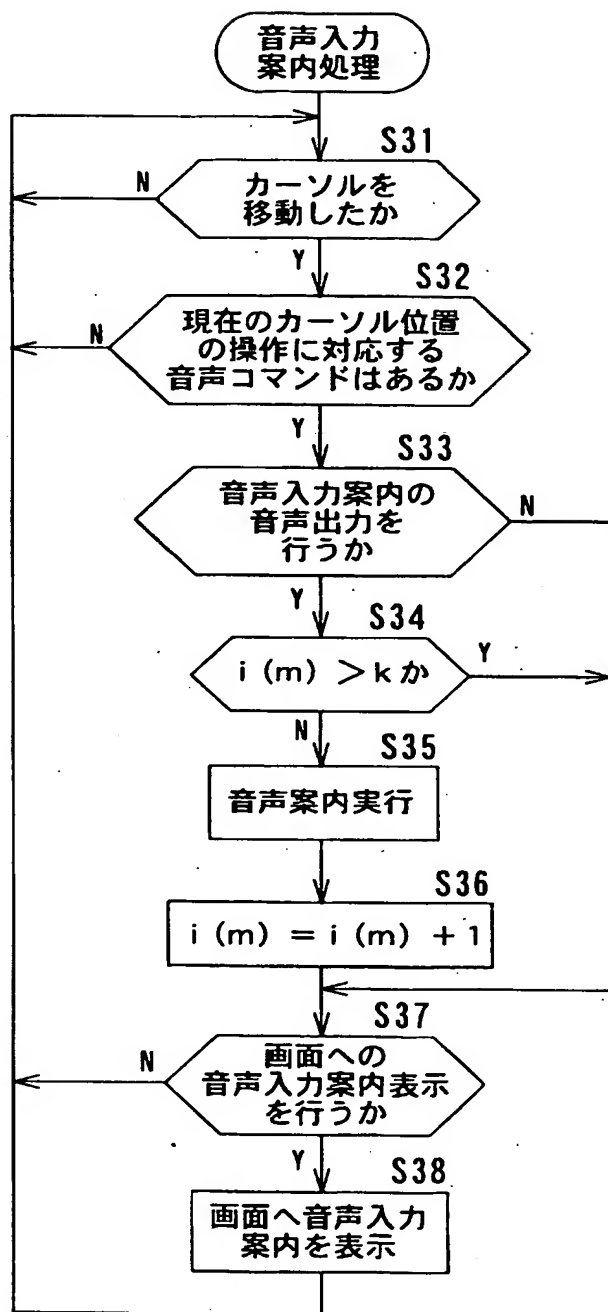 音声入力
案内処理
S31
N
カーソルを
移動したか
Y
S32
N
現在のカーソル位置
の操作に対応する
音声コマンドはあるか
Y
S33
音声入力案内の
音声出力を
行うか
N
Y
S34
i(m)>kか
Y
N
S35
音声案内実行
S36
i(m)=i(m)+1
S37
N
画面への
音声入力案内表示
を行うか
Y
S38
画面へ音声入力
案内を表示